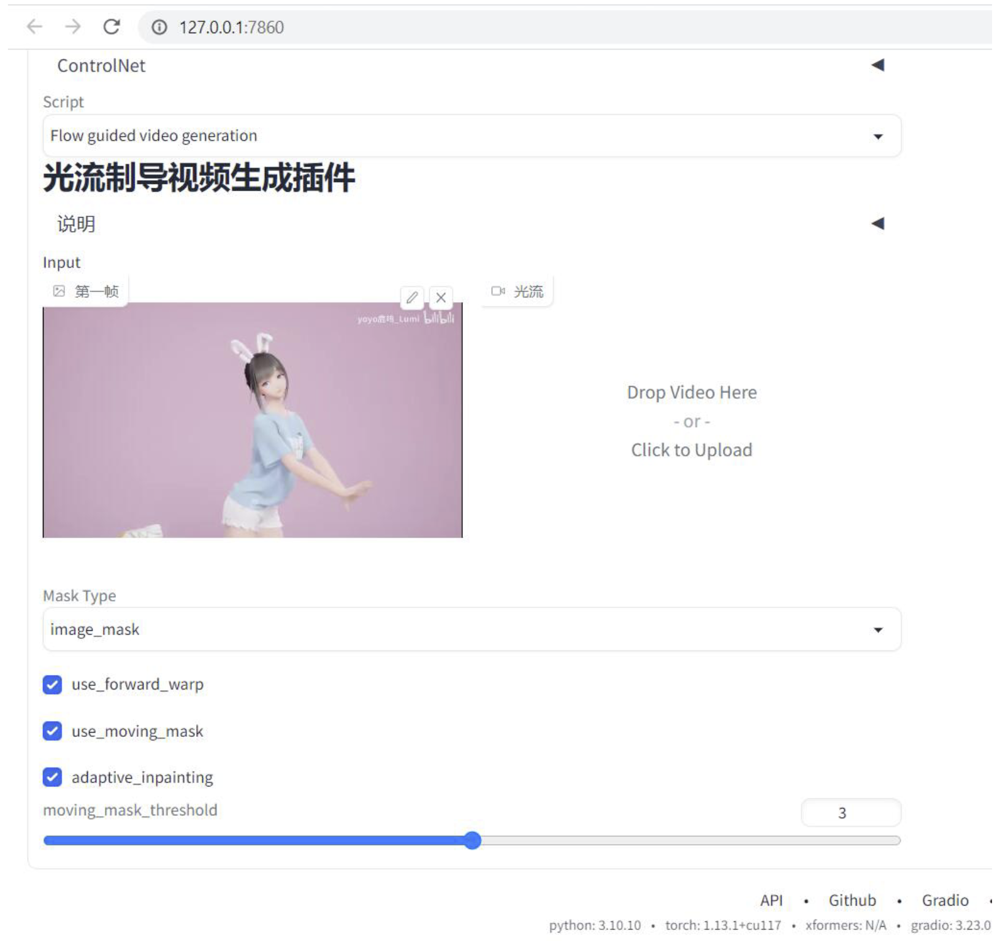 127.0.0.1:7860
ControlNet
Script
Flow guided video generation
光流制导视频生成插件
说明
Input
第一帧
光流
yoyo鹿鸣_Lumi bilibili
Drop Video Here
- or -
Click to Upload
Mask Type
image_mask
use_forward_warp
use_moving_mask
adaptive_inpainting
moving_mask_threshold
3
API • Github • Gradio •
python: 3.10.10 • torch: 1.13.1+cu117 • xformers: N/A • gradio: 3.23.0